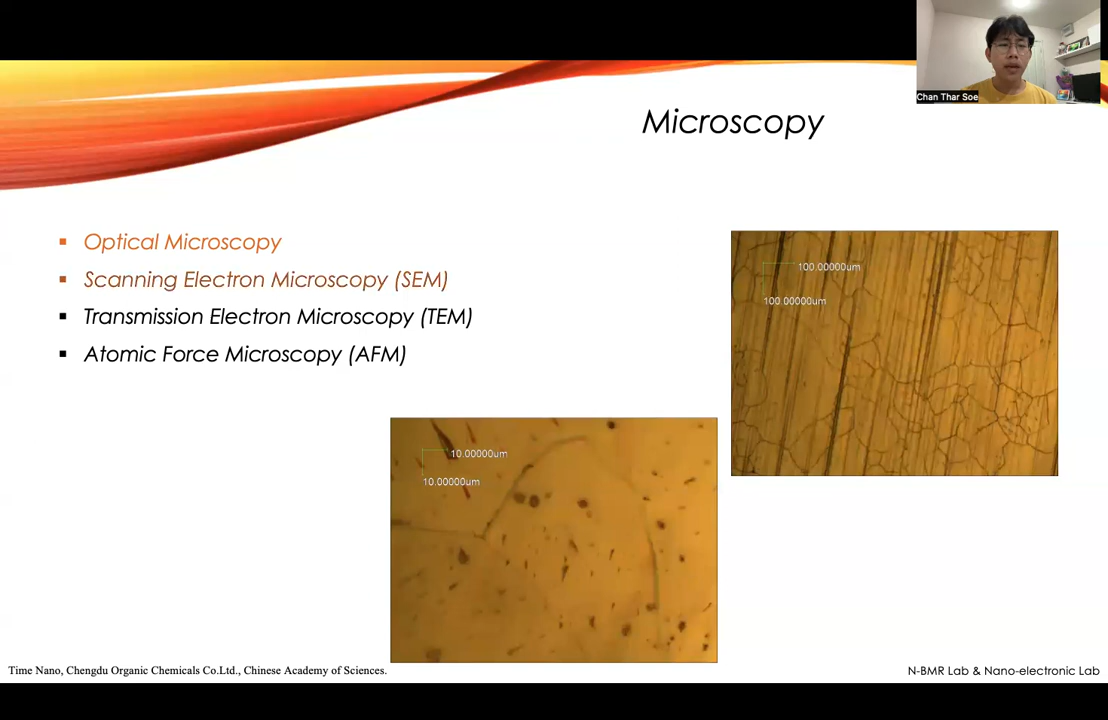 Chan Thar Soe
Microscopy
Optical Microscopy
Scanning Electron Microscopy (SEM)
Transmission Electron Microscopy (TEM)
Atomic Force Microscopy (AFM)
100.00000um
100.00000um
10.00000um
10.00000um
Time Nano, Chengdu Organic Chemicals Co.Ltd., Chinese Academy of Sciences.
N-BMR Lab & Nano-electronic Lab